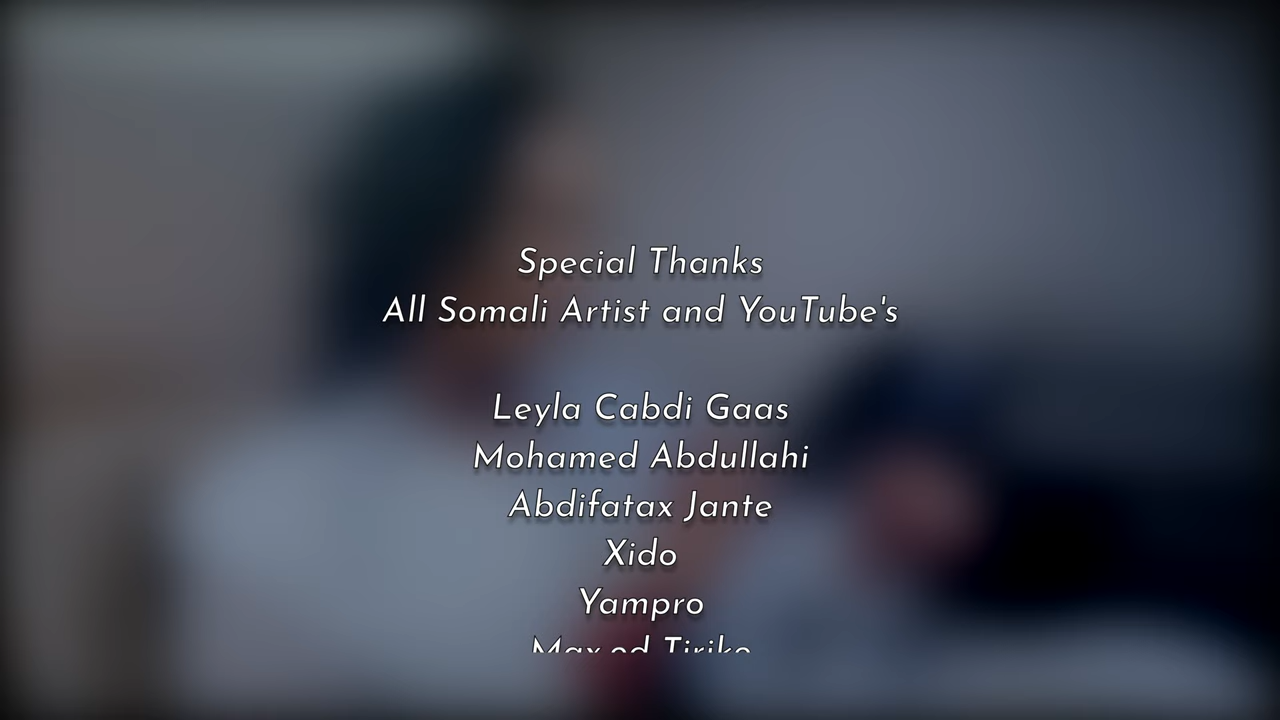 Special Thanks
All Somali Artist and YouTube's
Leyla Cabdi Gaas
Mohamed Abdullahi
Abdifatax Jante
Xido
Yampro